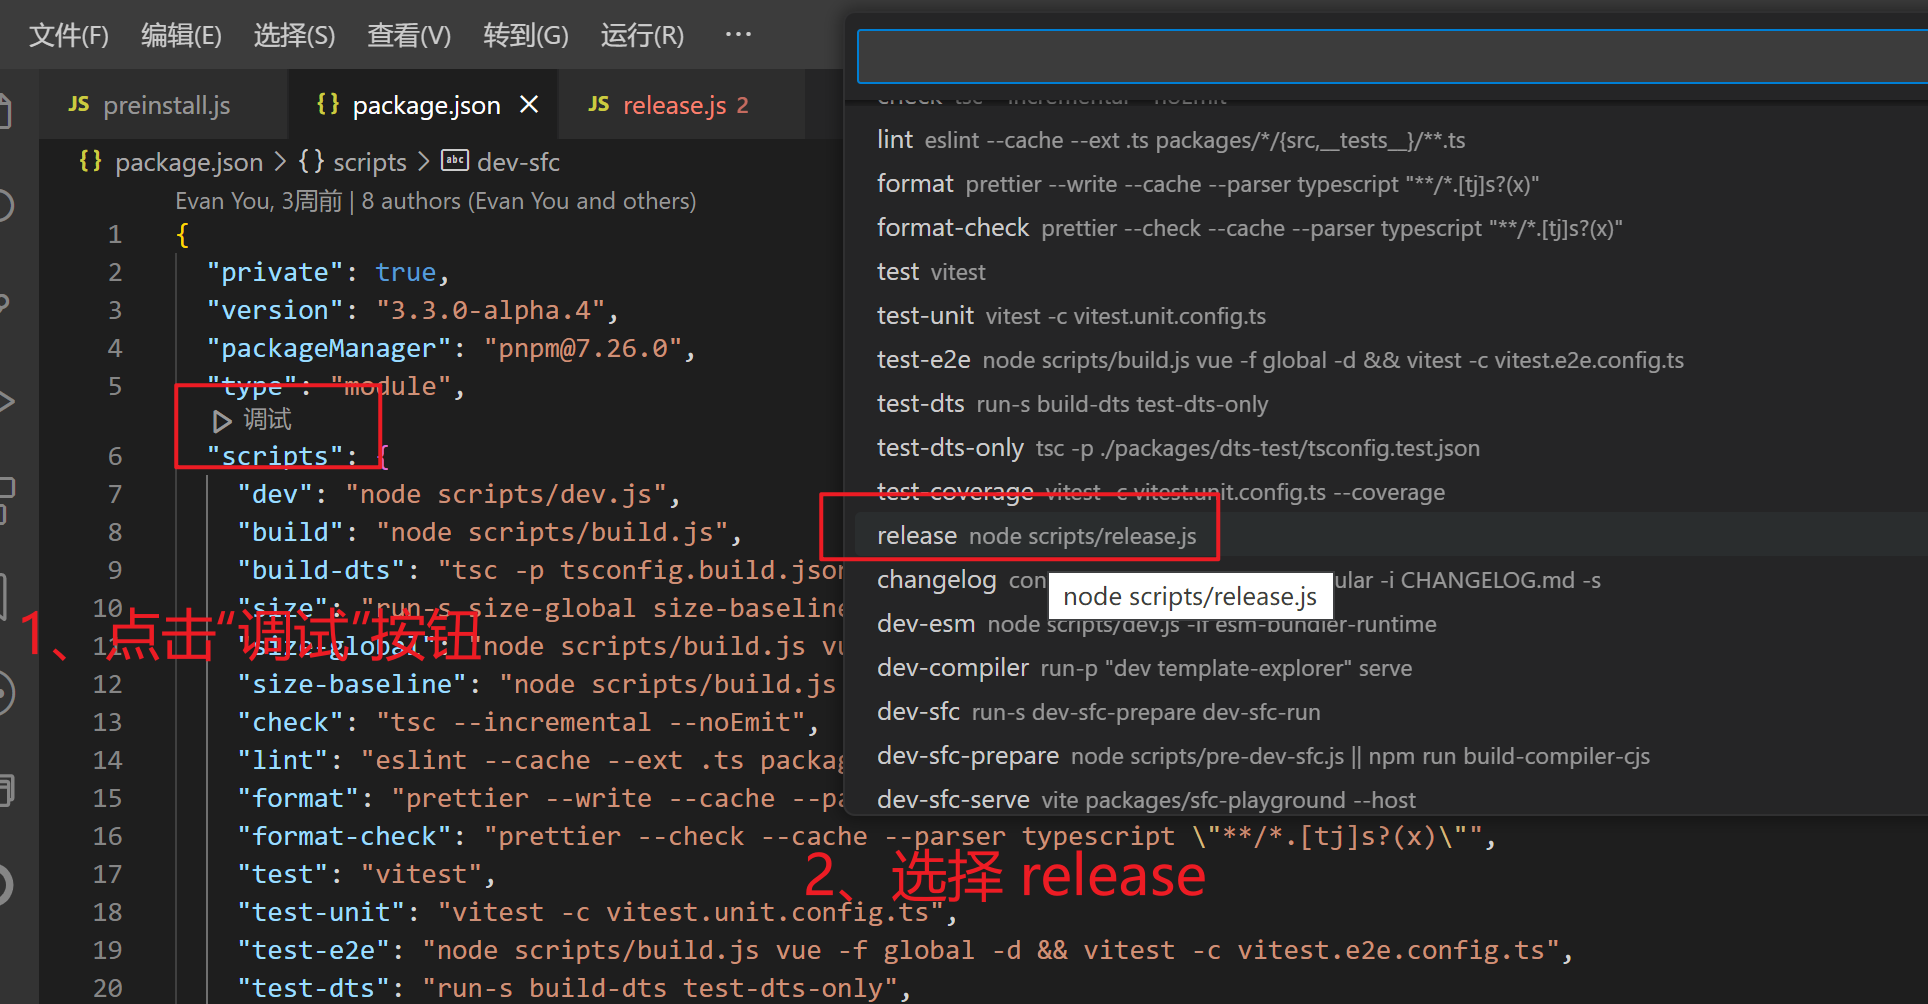 文件(F) 编辑(E) 选择(S) 查看(V) 转到(G) 运行(R) ···
JS preinstall.js {} package.json × JS release.js 2
{} package.json > {} scripts > abc dev-sfc
Evan You, 3周前 | 8 authors (Evan You and others)
1 {
2 "private": true,
3 "version": "3.3.0-alpha.4",
4 "packageManager": "pnpm@7.26.0",
5 "type": "module",
调试
6 "scripts": {
7 "dev": "node scripts/dev.js",
8 "build": "node scripts/build.js",
9 "build-dts": "tsc -p tsconfig.build.json
10 "size": "run-s size-global size-baseline
11 "size-global": "node scripts/build.js vu
12 "size-baseline": "node scripts/build.js
13 "check": "tsc --incremental --noEmit",
14 "lint": "eslint --cache --ext .ts packag
15 "format": "prettier --write --cache --pa
16 "format-check": "prettier --check --cache --parser typescript \"**/*.[tj]s?(x)\"",
17 "test": "vitest",
18 "test-unit": "vitest -c vitest.unit.config.ts",
19 "test-e2e": "node scripts/build.js vue -f global -d && vitest -c vitest.e2e.config.ts",
20 "test-dts": "run-s build-dts test-dts-only",
1、点击“调试”按钮
check tsc --incremental --noEmit
lint eslint --cache --ext .ts packages/*/{src,__tests__}/**.ts
format prettier --write --cache --parser typescript "**/*.[tj]s?(x)"
format-check prettier --check --cache --parser typescript "**/*.[tj]s?(x)"
test vitest
test-unit vitest -c vitest.unit.config.ts
test-e2e node scripts/build.js vue -f global -d && vitest -c vitest.e2e.config.ts
test-dts run-s build-dts test-dts-only
test-dts-only tsc -p ./packages/dts-test/tsconfig.test.json
test-coverage vitest -c vitest.unit.config.ts --coverage
release node scripts/release.js
changelog con ular -i CHANGELOG.md -s
node scripts/release.js
dev-esm node scripts/dev.js -if esm-bundler-runtime
dev-compiler run-p "dev template-explorer" serve
dev-sfc run-s dev-sfc-prepare dev-sfc-run
dev-sfc-prepare node scripts/pre-dev-sfc.js || npm run build-compiler-cjs
dev-sfc-serve vite packages/sfc-playground --host
2、选择 release